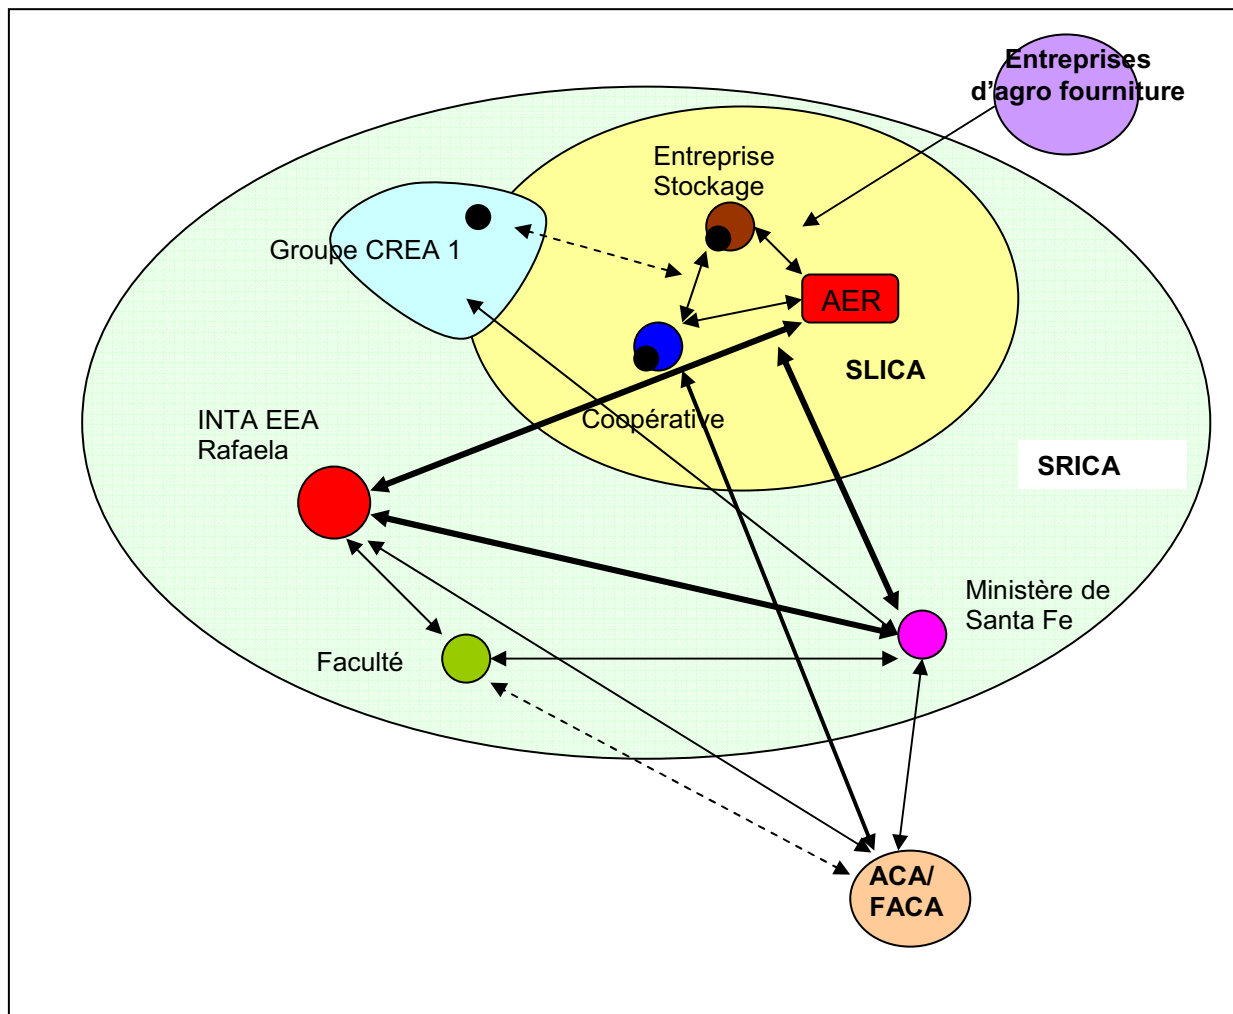 Entreprises
d'agro fourniture
Entreprise
Stockage
Groupe CREA 1
AER
SLICA
Coopérative
INTA EEA
Rafaela
SRICA
Ministère de
Santa Fe
Faculté
ACA/
FACA